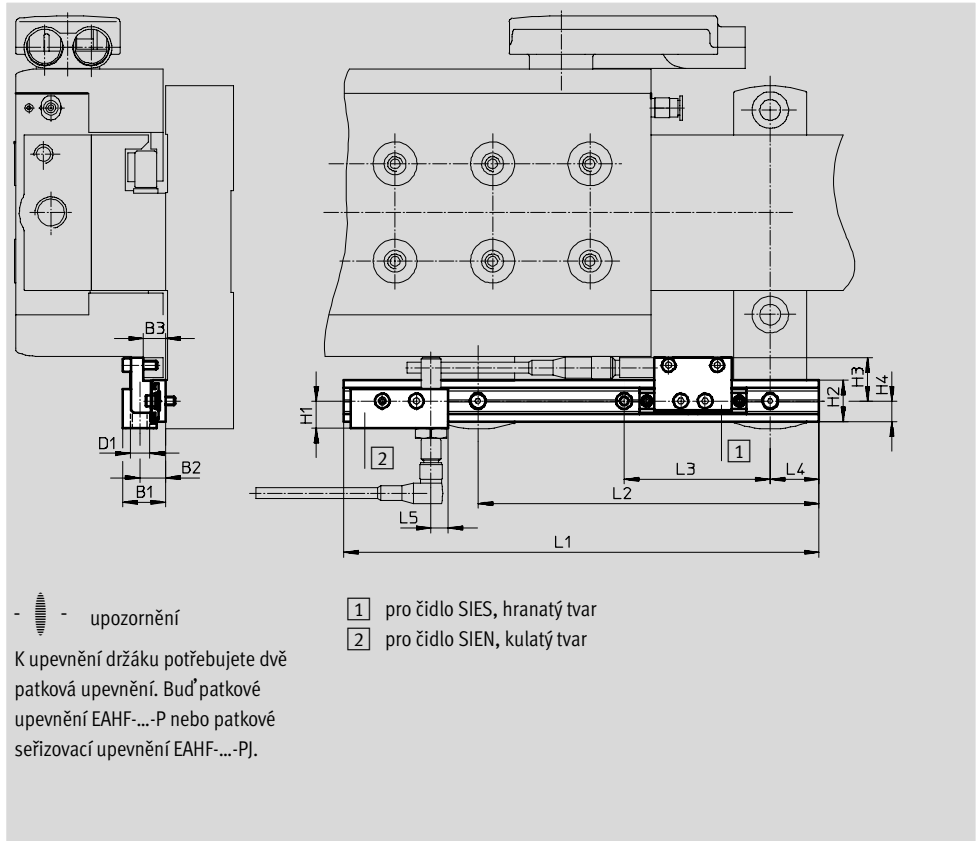 B3
D1
B2
B1
H1
2
L5
H3
H4
H2
1
L3
L4
L2
L1
- - upozornění
K upevnění držáku potřebujete dvě
patková upevnění. Buď patkové
upevnění EAHF-...-P nebo patkové
seřizovací upevnění EAHF-...-PJ.
1 pro čidlo SIES, hranatý tvar
2 pro čidlo SIEN, kulatý tvar